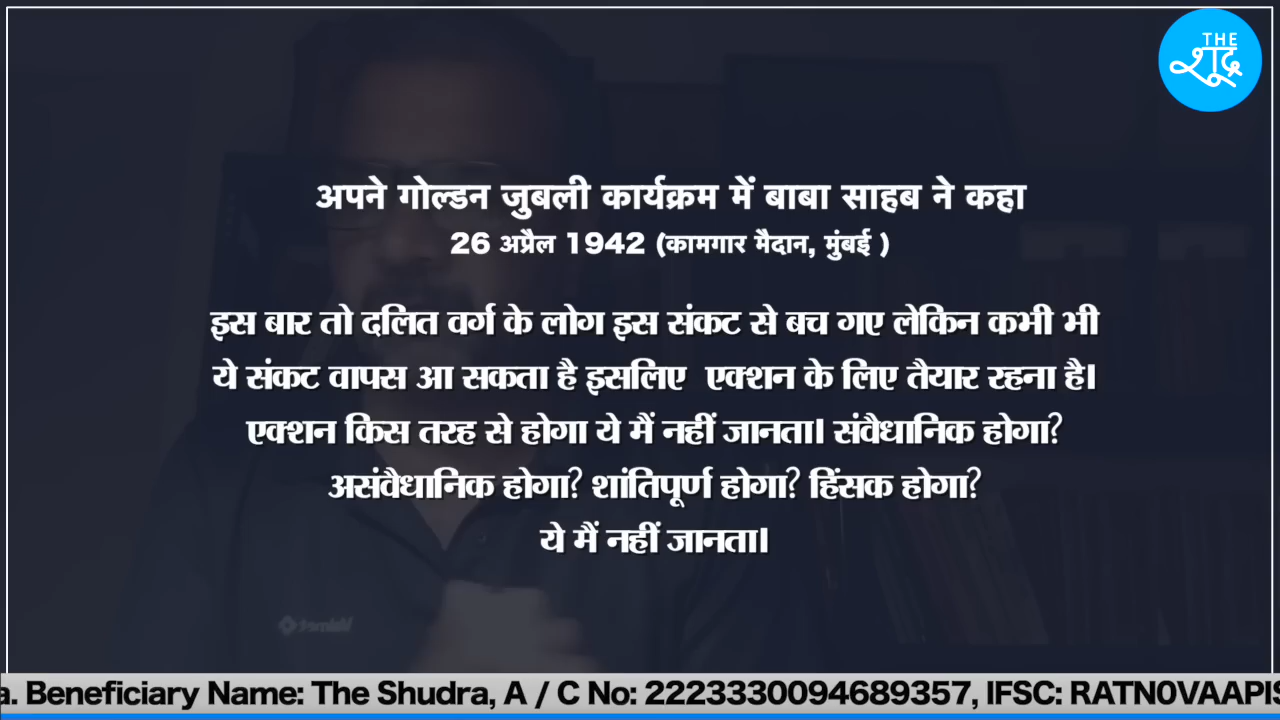 THE
शूद्र
अपने गोल्डन जुबली कार्यक्रम में बाबा साहब ने कहा
26 अप्रैल 1942 (कामगार मैदान, मुंबई )
इस बार तो दलित वर्ग के लोग इस संकट से बच गए लेकिन कभी भी
ये संकट वापस आ सकता है इसलिए एक्शन के लिए तैयार रहना है।
एक्शन किस तरह से होगा ये मैं नहीं जानता। संवैधानिक होगा?
असंवैधानिक होगा? शांतिपूर्ण होगा? हिंसक होगा?
ये मैं नहीं जानता।
a. Beneficiary Name: The Shudra, A / C No: 2223330094689357, IFSC: RATN0VAAPIS